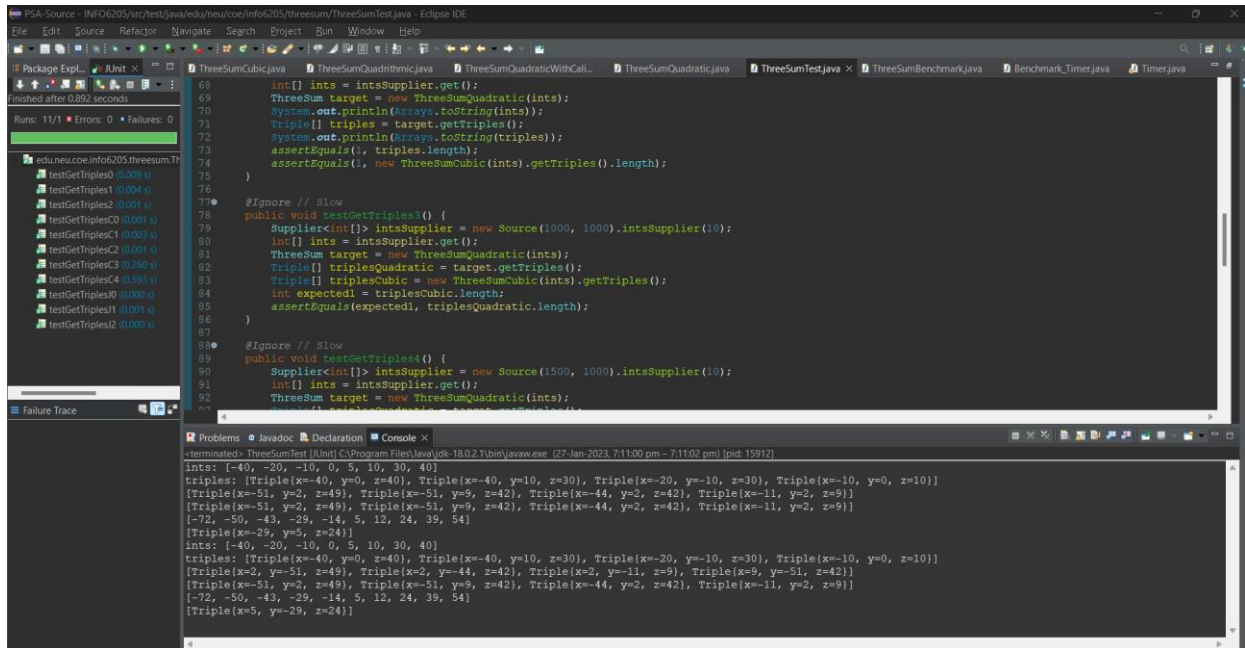 PSA-Source - INFO6205/src/test/java/edu/neu/coe/info6205/threesum/ThreeSumTest.java - Eclipse IDE
File Edit Source Refactor Navigate Search Project Run Window Help
Package Expl... JUnit
ThreeSumCubic.java ThreeSumQuadrithmic.java ThreeSumQuadraticWithCali... ThreeSumQuadratic.java ThreeSumTest.java ThreeSumBenchmark.java Benchmark_Timer.java Timer.java
Finished after 0.892 seconds
Runs: 11/1 Errors: 0 Failures: 0
edu.neu.coe.info6205.threesum.Th
testGetTriples0 (0.009 s)
testGetTriples1 (0.004 s)
testGetTriples2 (0.001 s)
testGetTriplesC0 (0.001 s)
testGetTriplesC1 (0.003 s)
testGetTriplesC2 (0.001 s)
testGetTriplesC3 (0.260 s)
testGetTriplesC4 (0.593 s)
testGetTriplesJ0 (0.000 s)
testGetTriplesJ1 (0.001 s)
testGetTriplesJ2 (0.000 s)
Failure Trace
68 int[] ints = intsSupplier.get();
69 ThreeSum target = new ThreeSumQuadratic(ints);
70 System.out.println(Arrays.toString(ints));
71 Triple[] triples = target.getTriples();
72 System.out.println(Arrays.toString(triples));
73 assertEquals(1, triples.length);
74 assertEquals(1, new ThreeSumCubic(ints).getTriples().length);
75 }
76
77 @Ignore // Slow
78 public void testGetTriples3() {
79 Supplier<int[]> intsSupplier = new Source(1000, 1000).intsSupplier(10);
80 int[] ints = intsSupplier.get();
81 ThreeSum target = new ThreeSumQuadratic(ints);
82 Triple[] triplesQuadratic = target.getTriples();
83 Triple[] triplesCubic = new ThreeSumCubic(ints).getTriples();
84 int expected1 = triplesCubic.length;
85 assertEquals(expected1, triplesQuadratic.length);
86 }
87
88 @Ignore // Slow
89 public void testGetTriples4() {
90 Supplier<int[]> intsSupplier = new Source(1500, 1000).intsSupplier(10);
91 int[] ints = intsSupplier.get();
92 ThreeSum target = new ThreeSumQuadratic(ints);
Problems Javadoc Declaration Console
<terminated> ThreeSumTest [JUnit] C:\Program Files\Java\jdk-18.0.2.1\bin\javaw.exe (27-Jan-2023, 7:11:00 pm – 7:11:02 pm) [pid: 15912]
ints: [-40, -20, -10, 0, 5, 10, 30, 40]
triples: [Triple{x=-40, y=0, z=40}, Triple{x=-40, y=10, z=30}, Triple{x=-20, y=-10, z=30}, Triple{x=-10, y=0, z=10}]
[Triple{x=-51, y=2, z=49}, Triple{x=-51, y=9, z=42}, Triple{x=-44, y=2, z=42}, Triple{x=-11, y=2, z=9}]
[Triple{x=-51, y=2, z=49}, Triple{x=-51, y=9, z=42}, Triple{x=-44, y=2, z=42}, Triple{x=-11, y=2, z=9}]
[-72, -50, -43, -29, -14, 5, 12, 24, 39, 54]
[Triple{x=-29, y=5, z=24}]
ints: [-40, -20, -10, 0, 5, 10, 30, 40]
triples: [Triple{x=-40, y=0, z=40}, Triple{x=-40, y=10, z=30}, Triple{x=-20, y=-10, z=30}, Triple{x=-10, y=0, z=10}]
[Triple{x=2, y=-51, z=49}, Triple{x=2, y=-44, z=42}, Triple{x=2, y=-11, z=9}, Triple{x=9, y=-51, z=42}]
[Triple{x=-51, y=2, z=49}, Triple{x=-51, y=9, z=42}, Triple{x=-44, y=2, z=42}, Triple{x=-11, y=2, z=9}]
[-72, -50, -43, -29, -14, 5, 12, 24, 39, 54]
[Triple{x=5, y=-29, z=24}]